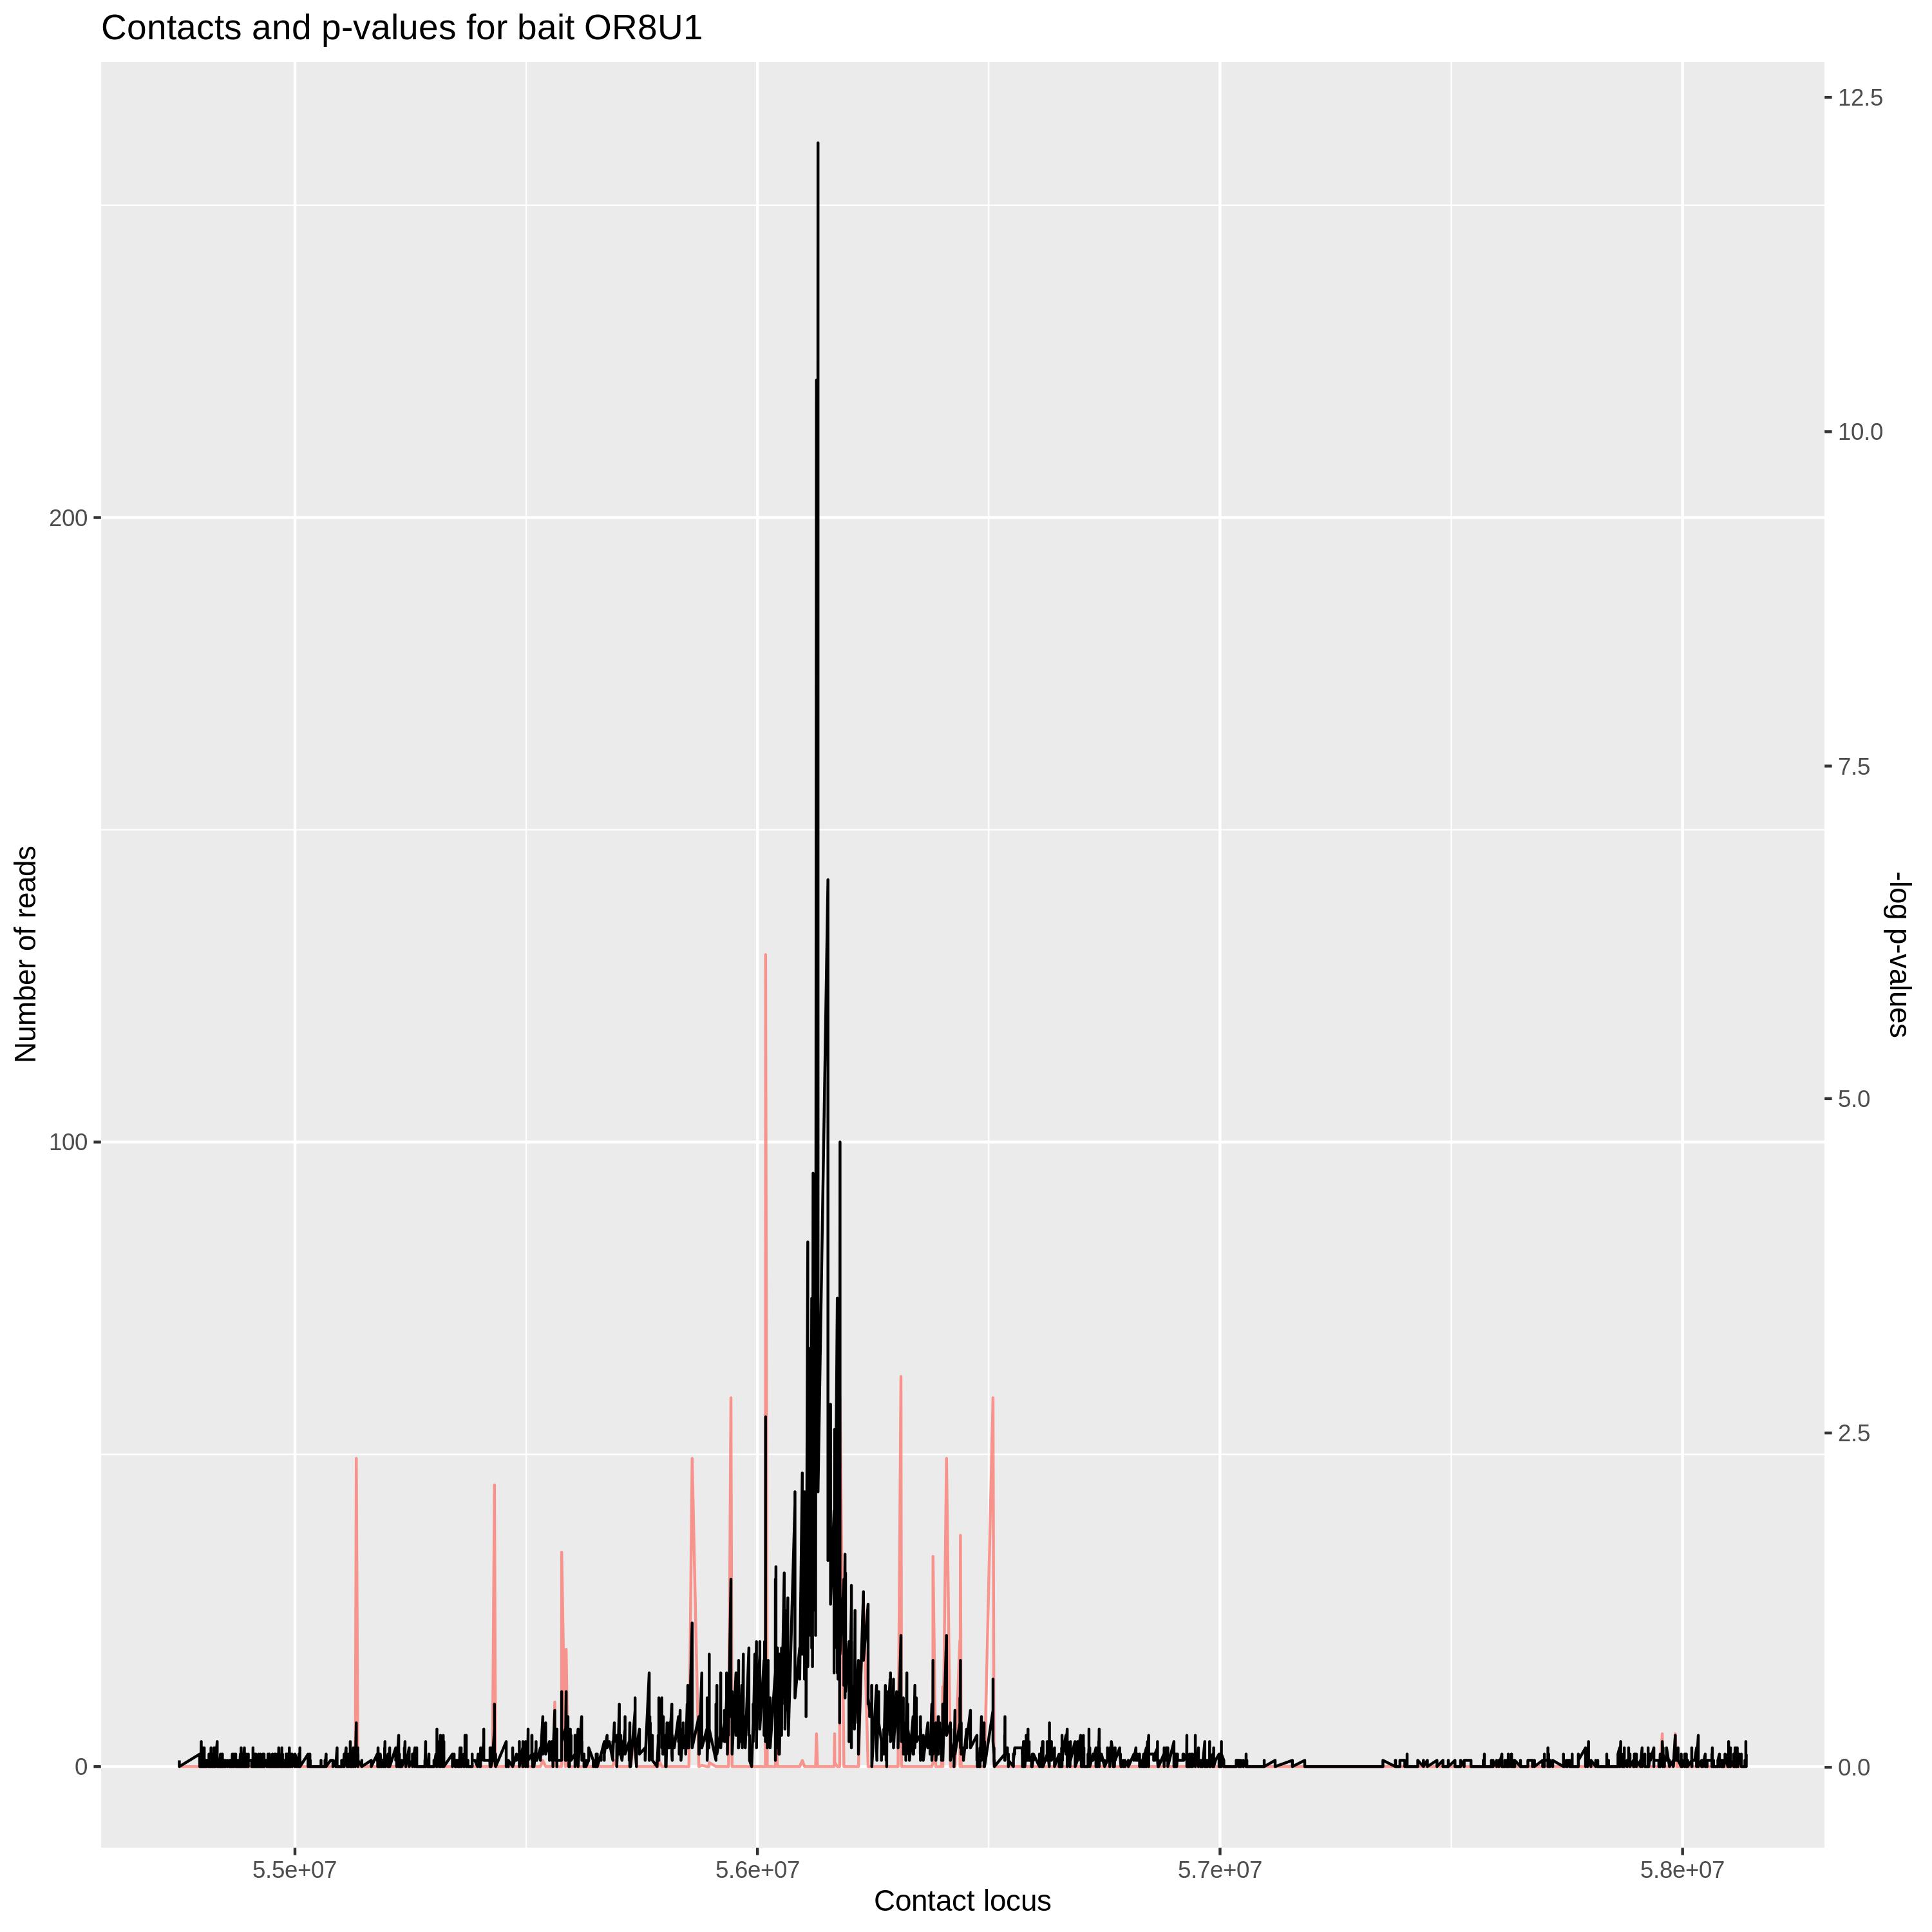 Contacts and p-values for bait OR8U1
Number of reads
200
100
0
12.5
10.0
7.5
5.0
2.5
0.0
-log p-values
5.5e+07
5.6e+07
5.7e+07
5.8e+07
Contact locus